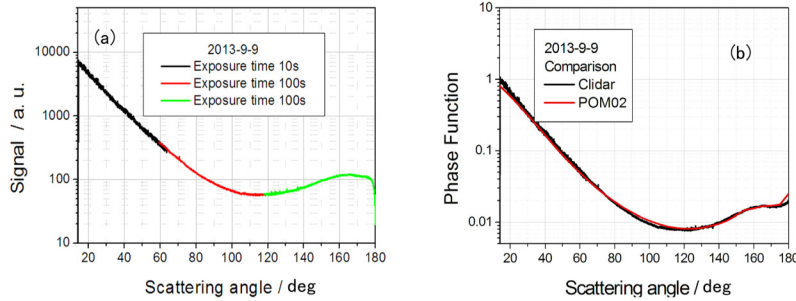 (a)
2013-9-9
Exposure time 10s
Exposure time 100s
Exposure time 100s
10000
1000
100
10
20 40 60 80 100 120 140 160 180
Signal / a. u.
Scattering angle / deg
(b)
2013-9-9
Comparison
Clidar
POM02
10
1
0.1
0.01
20 40 60 80 100 120 140 160 180
Phase Function
Scattering angle / deg